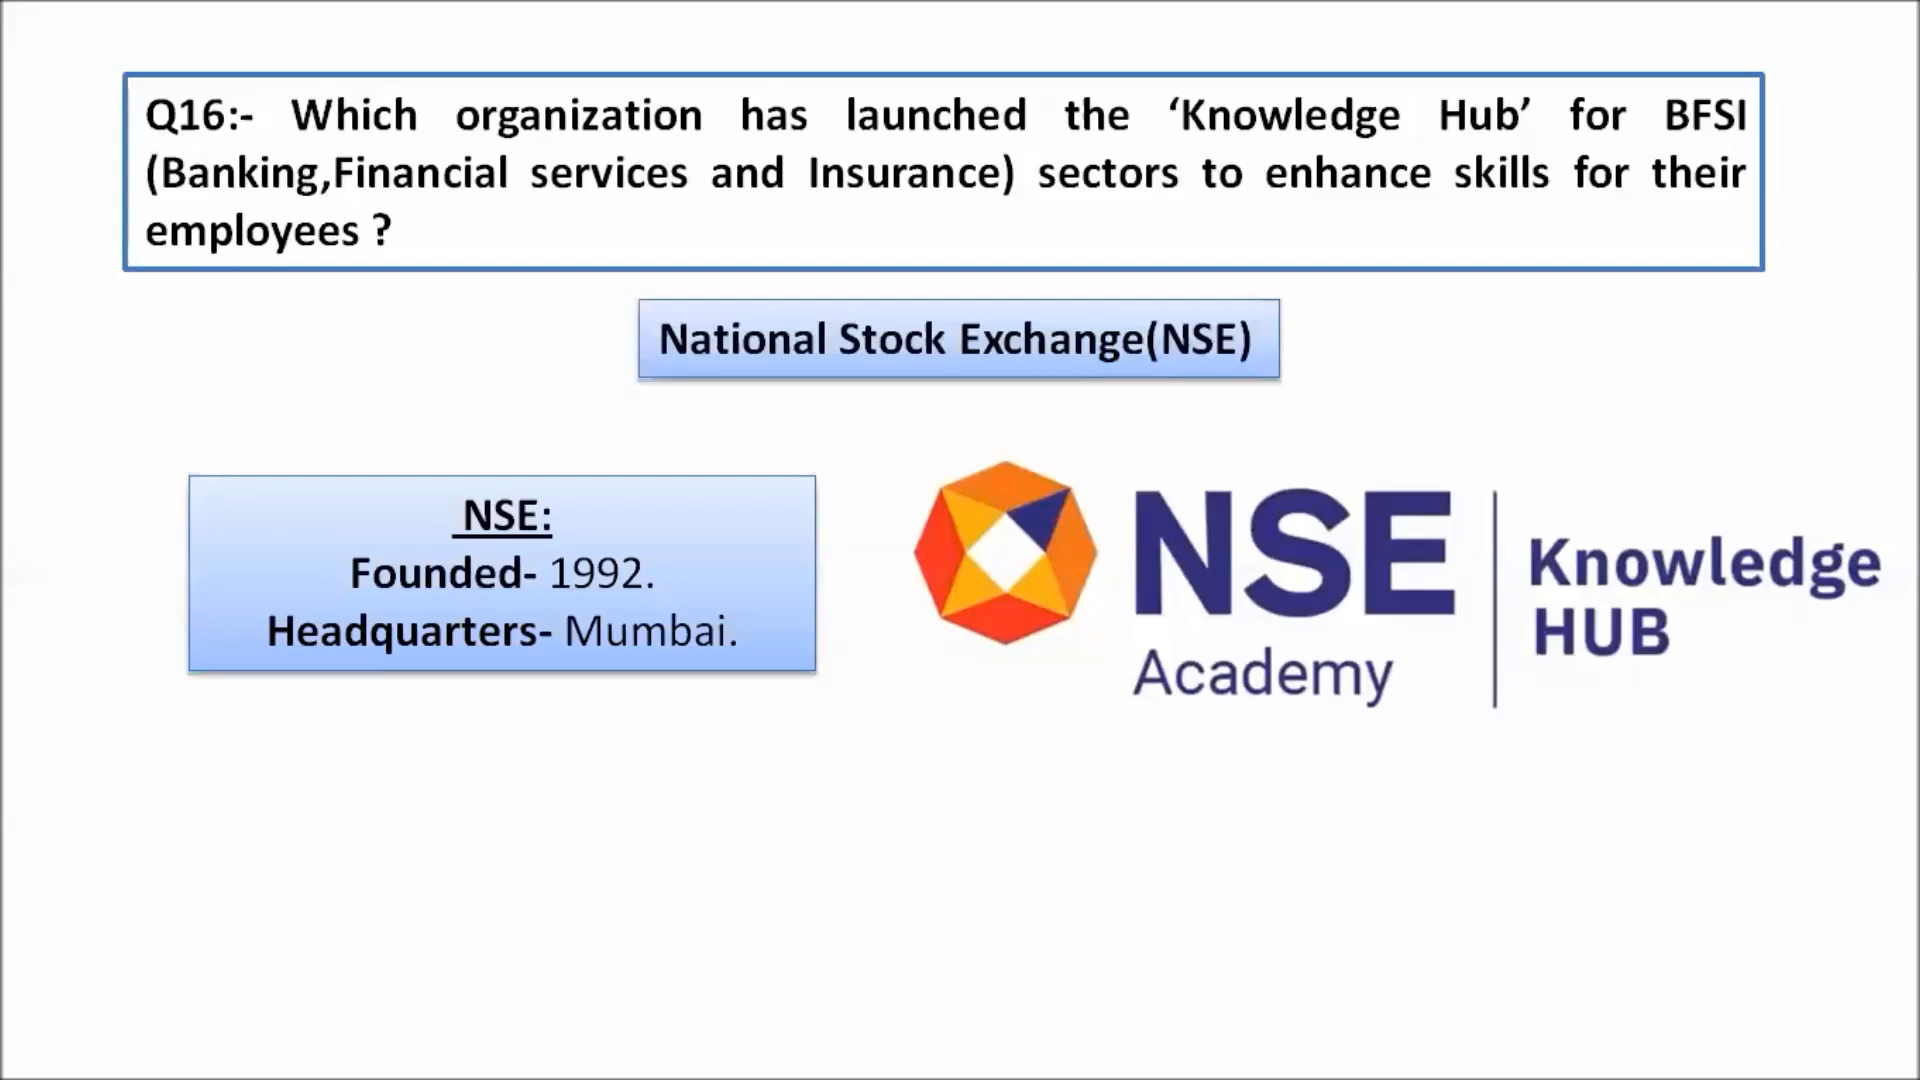 Q16:- Which organization has launched the ‘Knowledge Hub’ for BFSI
(Banking,Financial services and Insurance) sectors to enhance skills for their
employees ?
National Stock Exchange(NSE)
NSE:
Founded- 1992.
Headquarters- Mumbai.
NSE
Academy
Knowledge
HUB